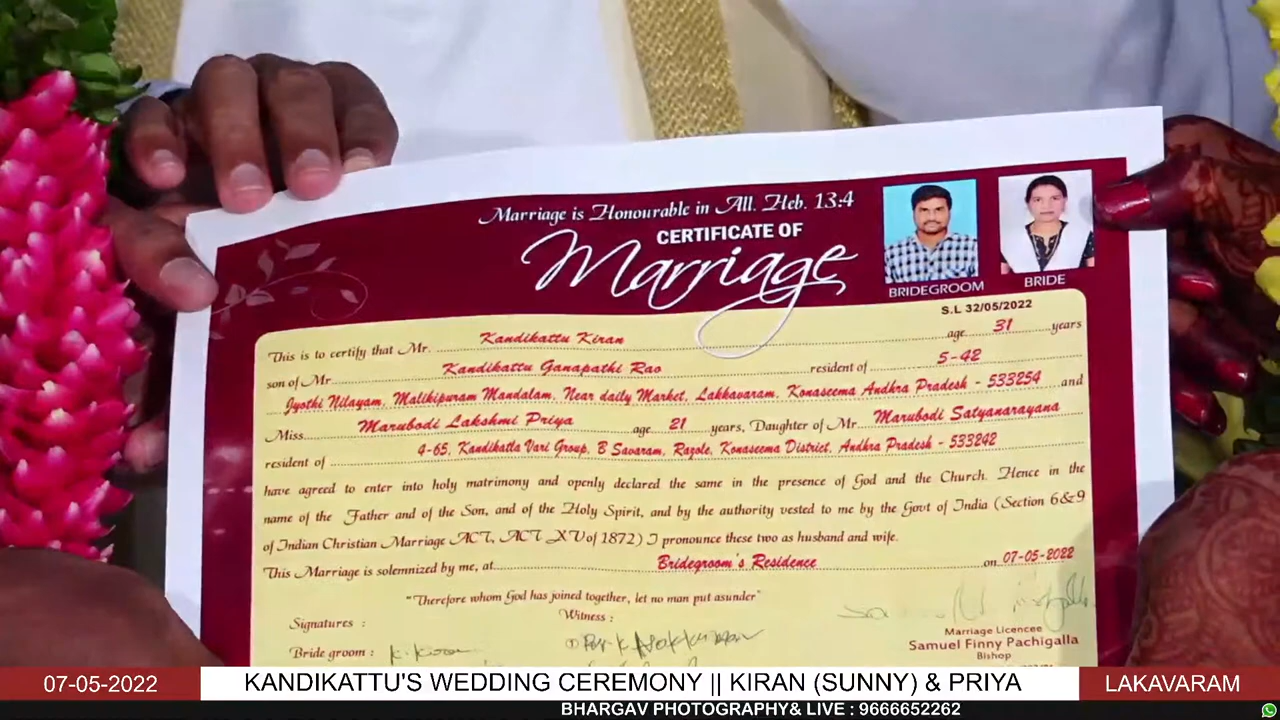 Marriage is Honourable in All. Heb. 13:4
CERTIFICATE OF
Marriage
BRIDEGROOM
BRIDE
S.L 32/05/2022
This is to certify that Mr. Kandikattu Kiran age 31 years
son of Mr. Kandikattu Ganapathi Rao resident of 5-42
Jyothi Nilayam, Malikipuram Mandalam, Near daily Market, Lakkavaram, Konaseema Andhra Pradesh - 533254 and
Miss. Marubodi Lakshmi Priya age 21 years, Daughter of Mr. Marubodi Satyanarayana
resident of 4-65, Kandikatla Vari Group, B Savaram, Razole, Konaseema District, Andhra Pradesh - 533242
have agreed to enter into holy matrimony and openly declared the same in the presence of God and the Church. Hence in the
name of the Father and of the Son, and of the Holy Spirit, and by the authority vested to me by the Govt of India (Section 6&9
of Indian Christian Marriage ACT, ACT XV of 1872) I pronounce these two as husband and wife.
This Marriage is solemnized by me, at Bridegroom's Residence on 07-05-2022
"Therefore whom God has joined together, let no man put asunder"
Signatures :
Witness :
Bride groom : K. Kiran
①
Marriage Licencee
Samuel Finny Pachigalla
Bishop
07-05-2022
KANDIKATTU'S WEDDING CEREMONY || KIRAN (SUNNY) & PRIYA
LAKAVARAM
BHARGAV PHOTOGRAPHY& LIVE : 9666652262